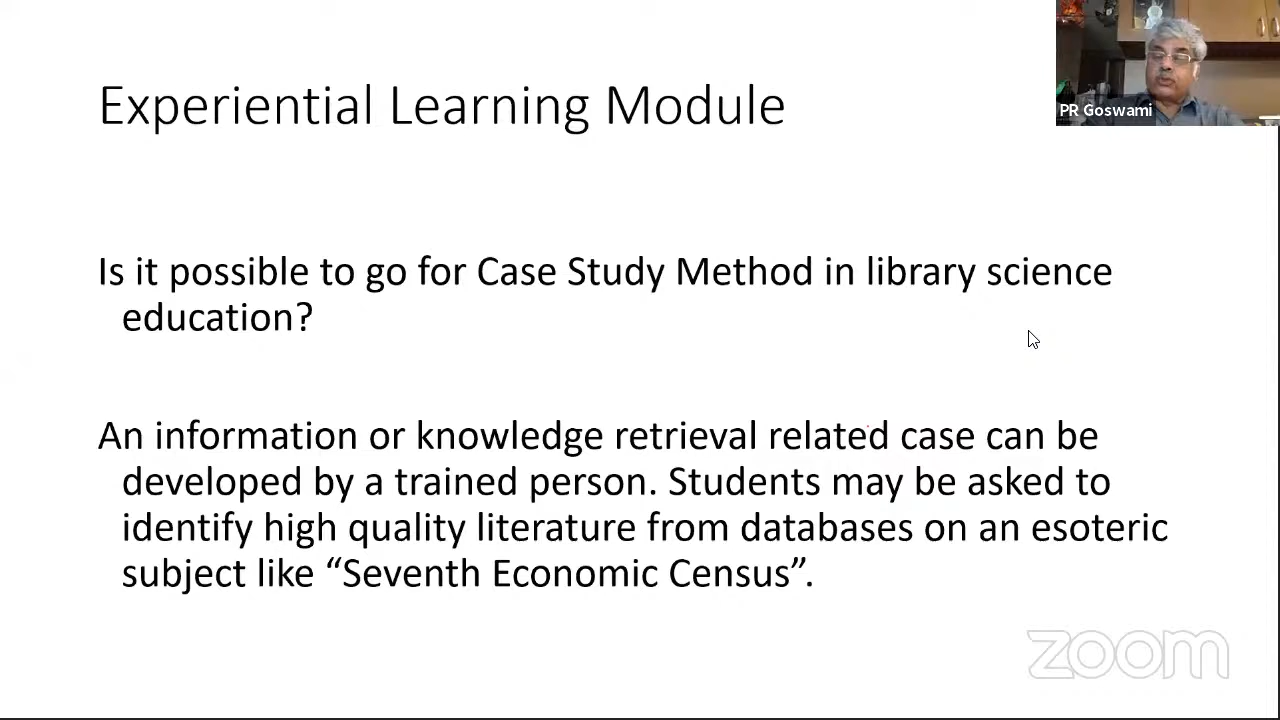 Experiential Learning Module
PR Goswami
Is it possible to go for Case Study Method in library science
education?
An information or knowledge retrieval related case can be
developed by a trained person. Students may be asked to
identify high quality literature from databases on an esoteric
subject like “Seventh Economic Census”.
zoom